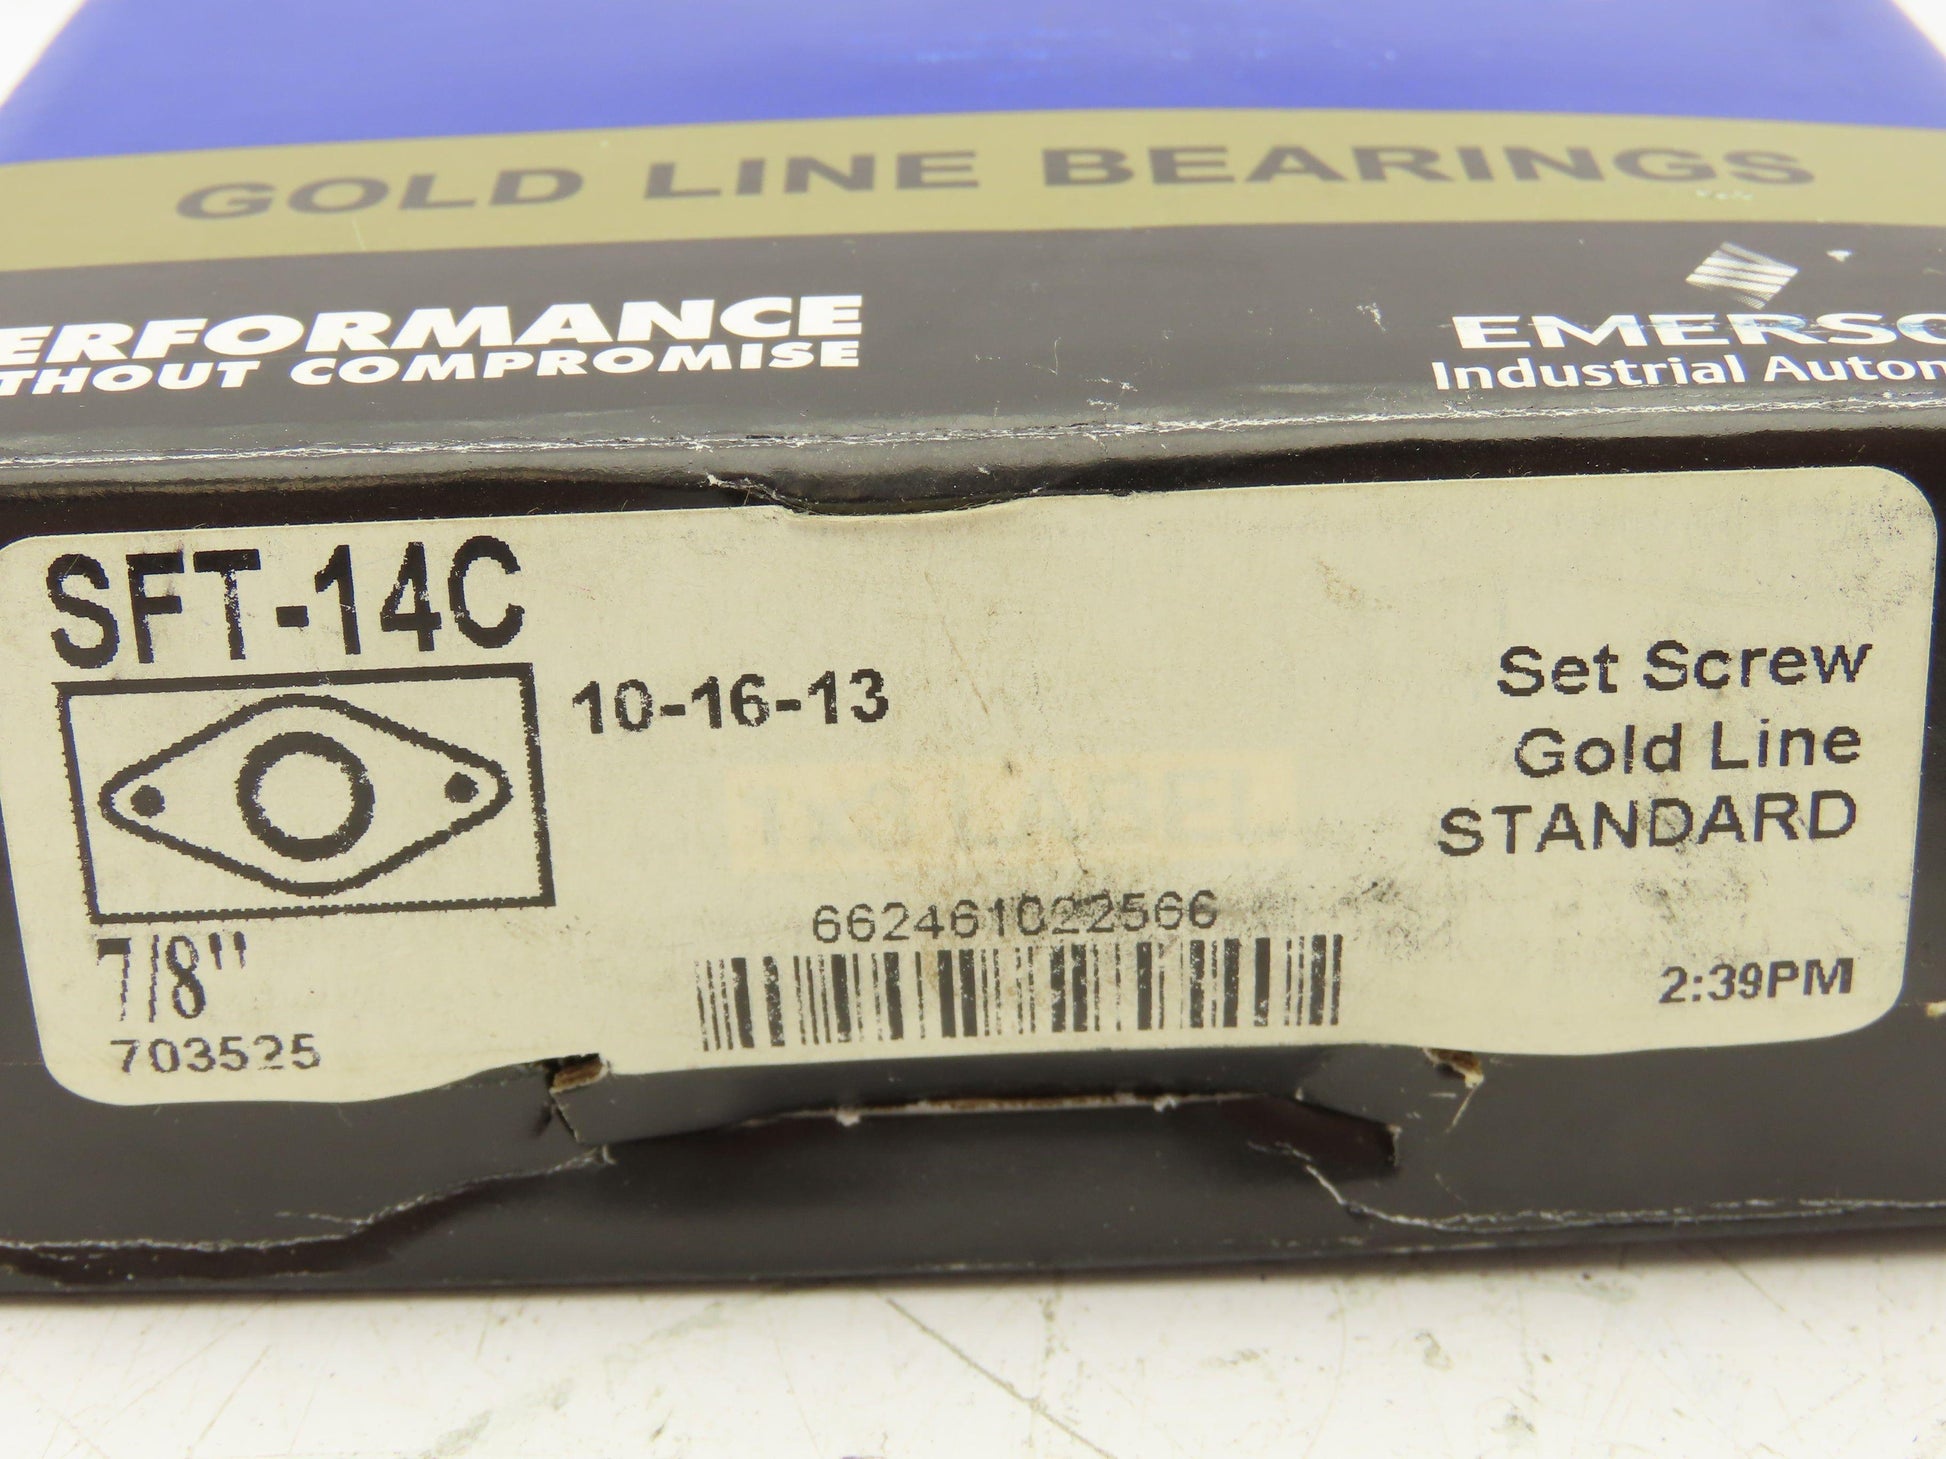 GOLD LINE BEARINGS
ERFORMANCE
THOUT COMPROMISE
EMERSO
Industrial Autom
SFT-14C
10-16-13
Set Screw
Gold Line
STANDARD
662461022566
7/8"
703525
2:39PM